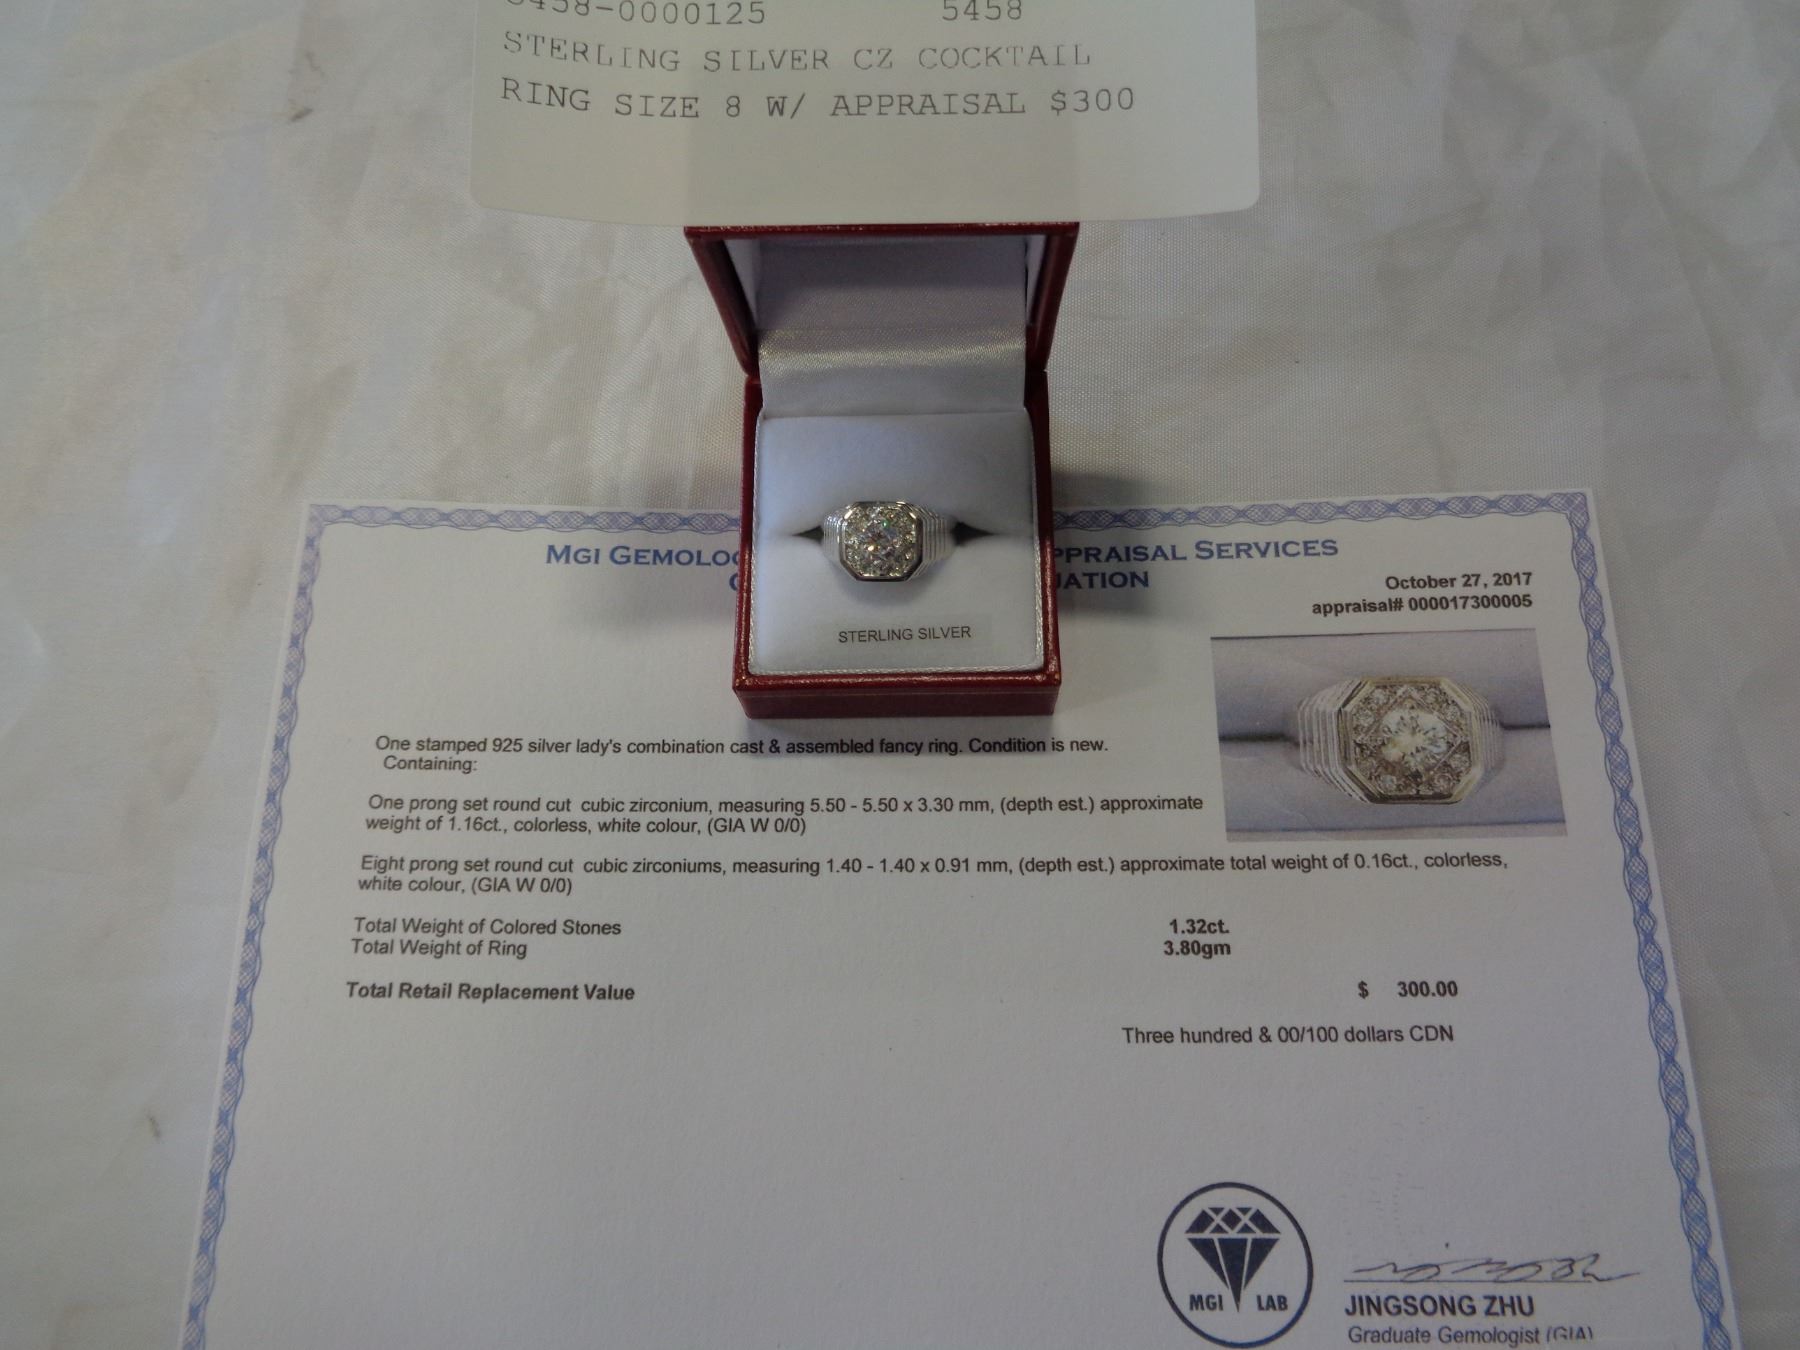 5458-0000125 5458
STERLING SILVER CZ COCKTAIL
RING SIZE 8 W/ APPRAISAL $300
STERLING SILVER
MGI GEMOLO PPRAISAL SERVICES
UATION
October 27, 2017
appraisal# 000017300005
One stamped 925 silver lady's combination cast & assembled fancy ring. Condition is new.
Containing:
One prong set round cut cubic zirconium, measuring 5.50 - 5.50 x 3.30 mm, (depth est.) approximate
weight of 1.16ct., colorless, white colour, (GIA W 0/0)
Eight prong set round cut cubic zirconiums, measuring 1.40 - 1.40 x 0.91 mm, (depth est.) approximate total weight of 0.16ct., colorless,
white colour, (GIA W 0/0)
Total Weight of Colored Stones 1.32ct.
Total Weight of Ring 3.80gm
Total Retail Replacement Value $ 300.00
Three hundred & 00/100 dollars CDN
MGI LAB
JINGSONG ZHU
Graduate Gemologist (GIA)